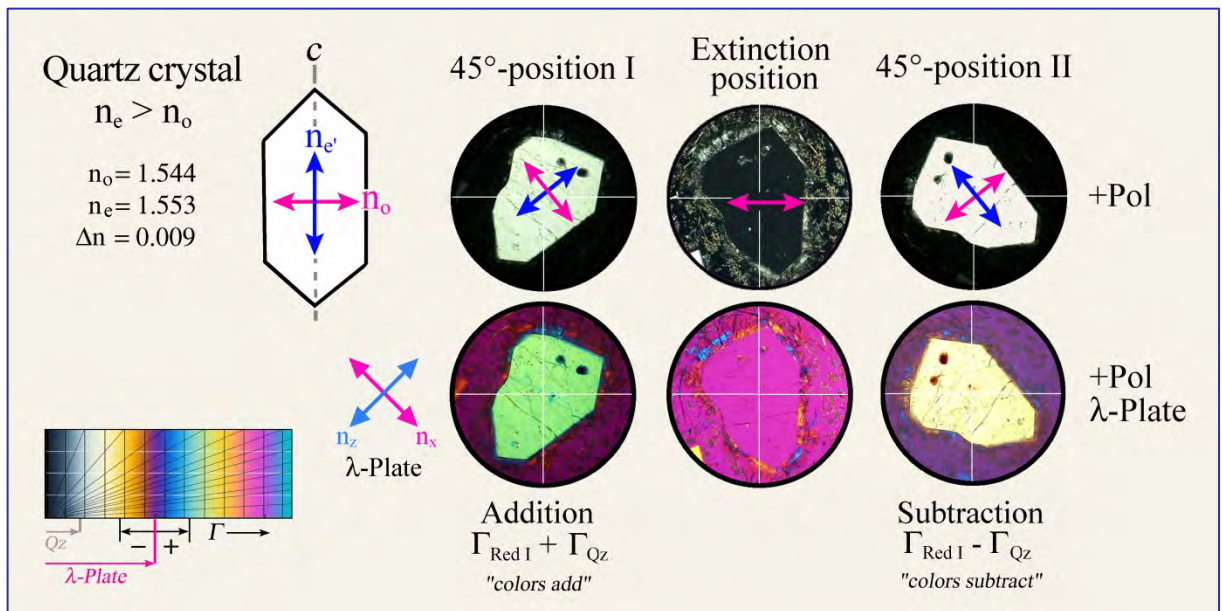 Quartz crystal
nₑ > nₒ
nₒ = 1.544
nₑ = 1.553
Δn = 0.009
c
nₑ'
nₒ
45°-position I
Extinction
position
45°-position II
+Pol
n_z
n_x
λ-Plate
+Pol
λ-Plate
Qz
- +
Γ
λ-Plate
Addition
Γ_Red I + Γ_Qz
"colors add"
Subtraction
Γ_Red I - Γ_Qz
"colors subtract"